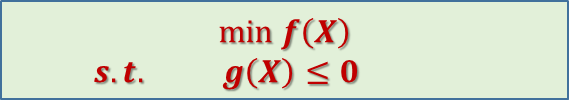 min f(X)
s.t. g(X) ≤ 0